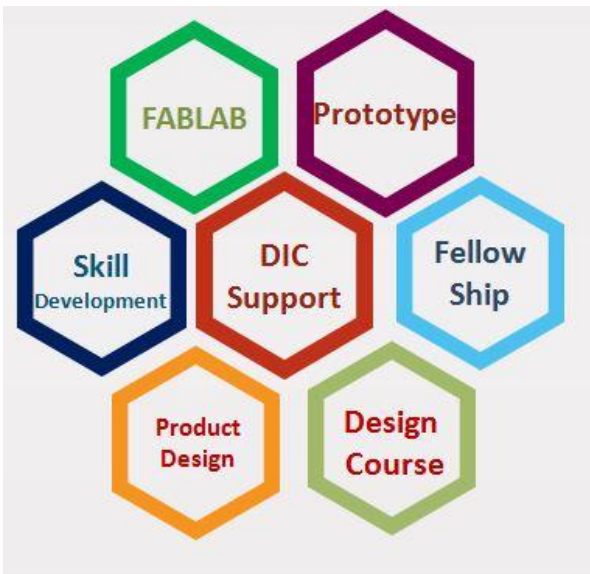 FABLAB
Prototype
Skill
Development
DIC
Support
Fellow
Ship
Product
Design
Design
Course